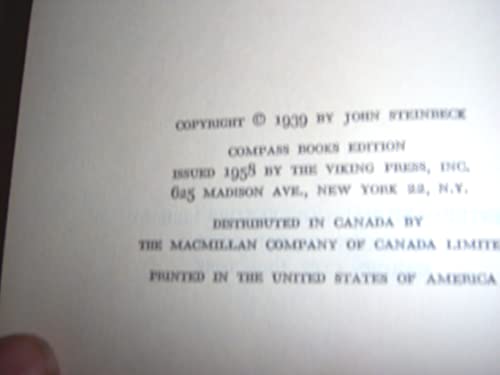 COPYRIGHT © 1939 BY JOHN STEINBECK
COMPASS BOOKS EDITION
ISSUED 1958 BY THE VIKING PRESS, INC.
625 MADISON AVE., NEW YORK 22, N.Y.
DISTRIBUTED IN CANADA BY
THE MACMILLAN COMPANY OF CANADA LIMITE
PRINTED IN THE UNITED STATES OF AMERICA